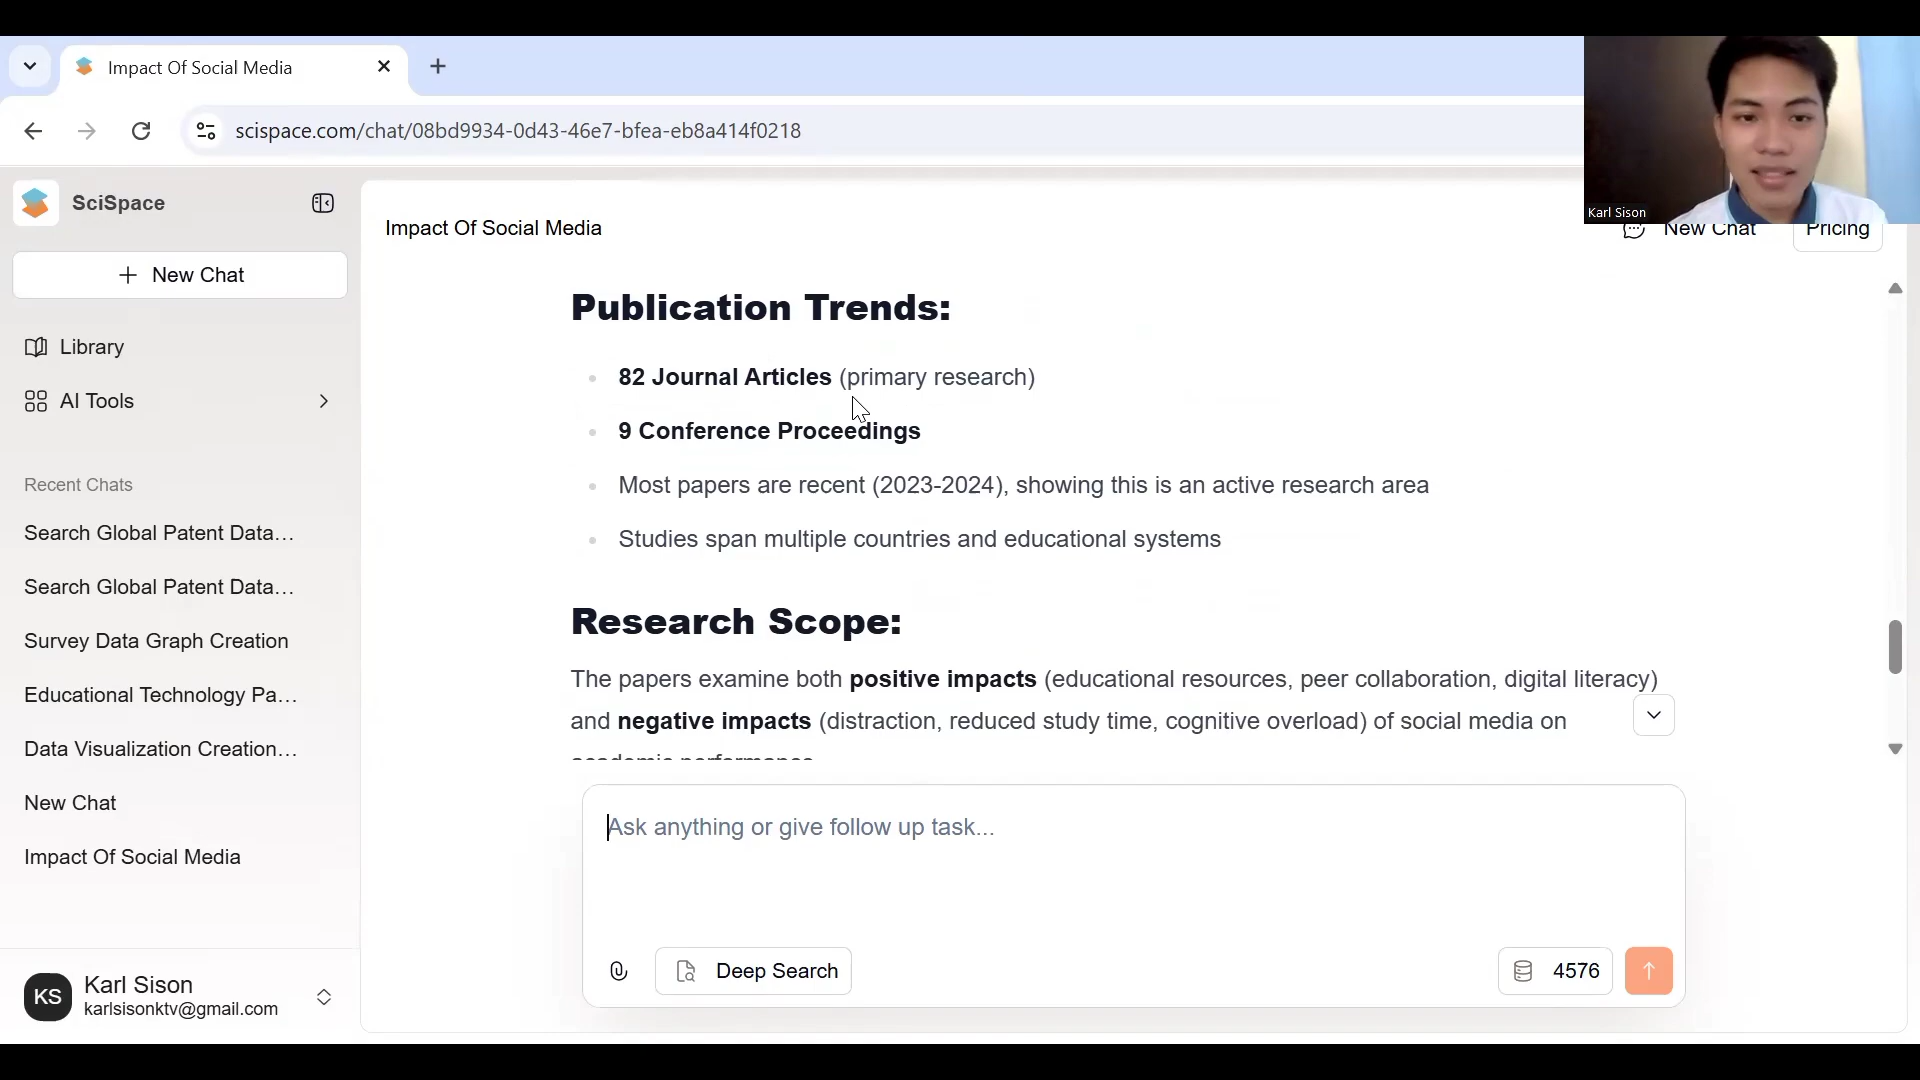 Impact Of Social Media
scispace.com/chat/08bd9934-0d43-46e7-bfea-eb8a414f0218
Karl Sison
SciSpace
New Chat
Library
AI Tools
Recent Chats
Search Global Patent Data...
Search Global Patent Data...
Survey Data Graph Creation
Educational Technology Pa...
Data Visualization Creation...
New Chat
Impact Of Social Media
KS
Karl Sison
karlsisonktv@gmail.com
Impact Of Social Media
New Chat
Pricing
Publication Trends:
82 Journal Articles (primary research)
9 Conference Proceedings
Most papers are recent (2023-2024), showing this is an active research area
Studies span multiple countries and educational systems
Research Scope:
The papers examine both positive impacts (educational resources, peer collaboration, digital literacy)
and negative impacts (distraction, reduced study time, cognitive overload) of social media on
academic performance
Ask anything or give follow up task...
Deep Search
4576